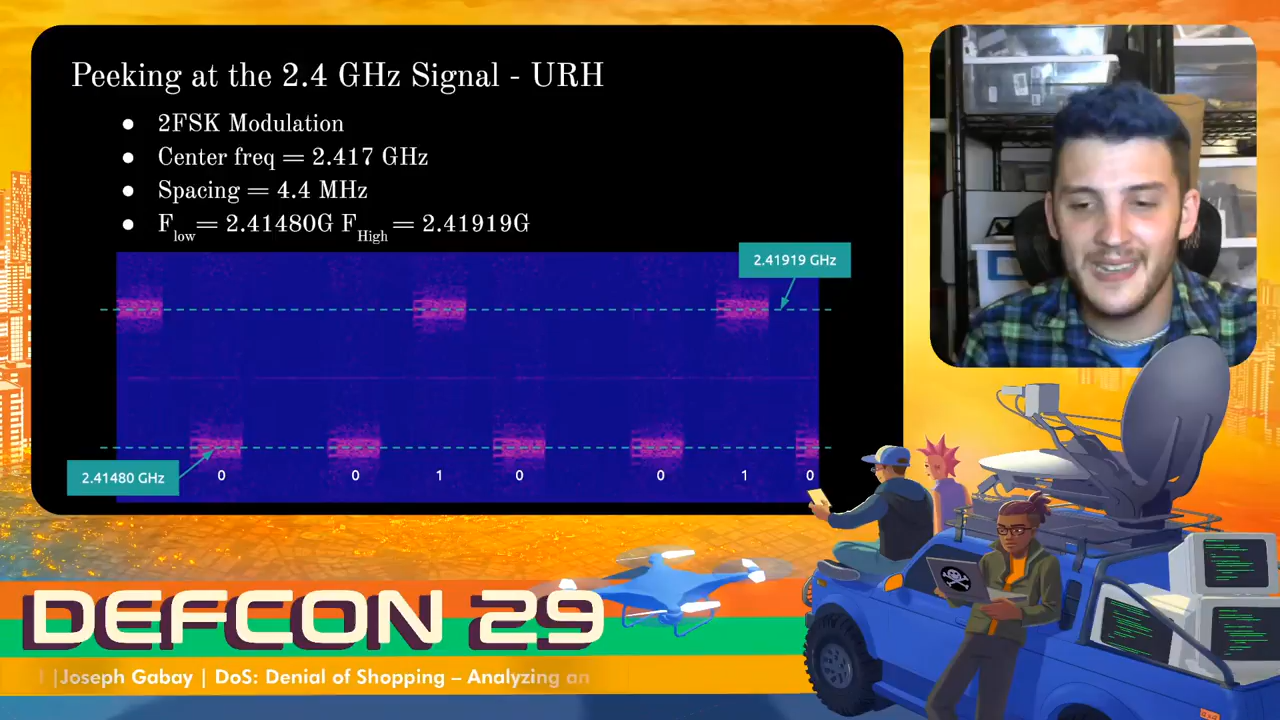 Peeking at the 2.4 GHz Signal - URH
● 2FSK Modulation
● Center freq = 2.417 GHz
● Spacing = 4.4 MHz
● Flow = 2.41480G FHigh = 2.41919G
2.41919 GHz
2.41480 GHz
0 0 1 0 0 1 0
DEFCON 29
| Joseph Gabay | DoS: Denial of Shopping – Analyzing an